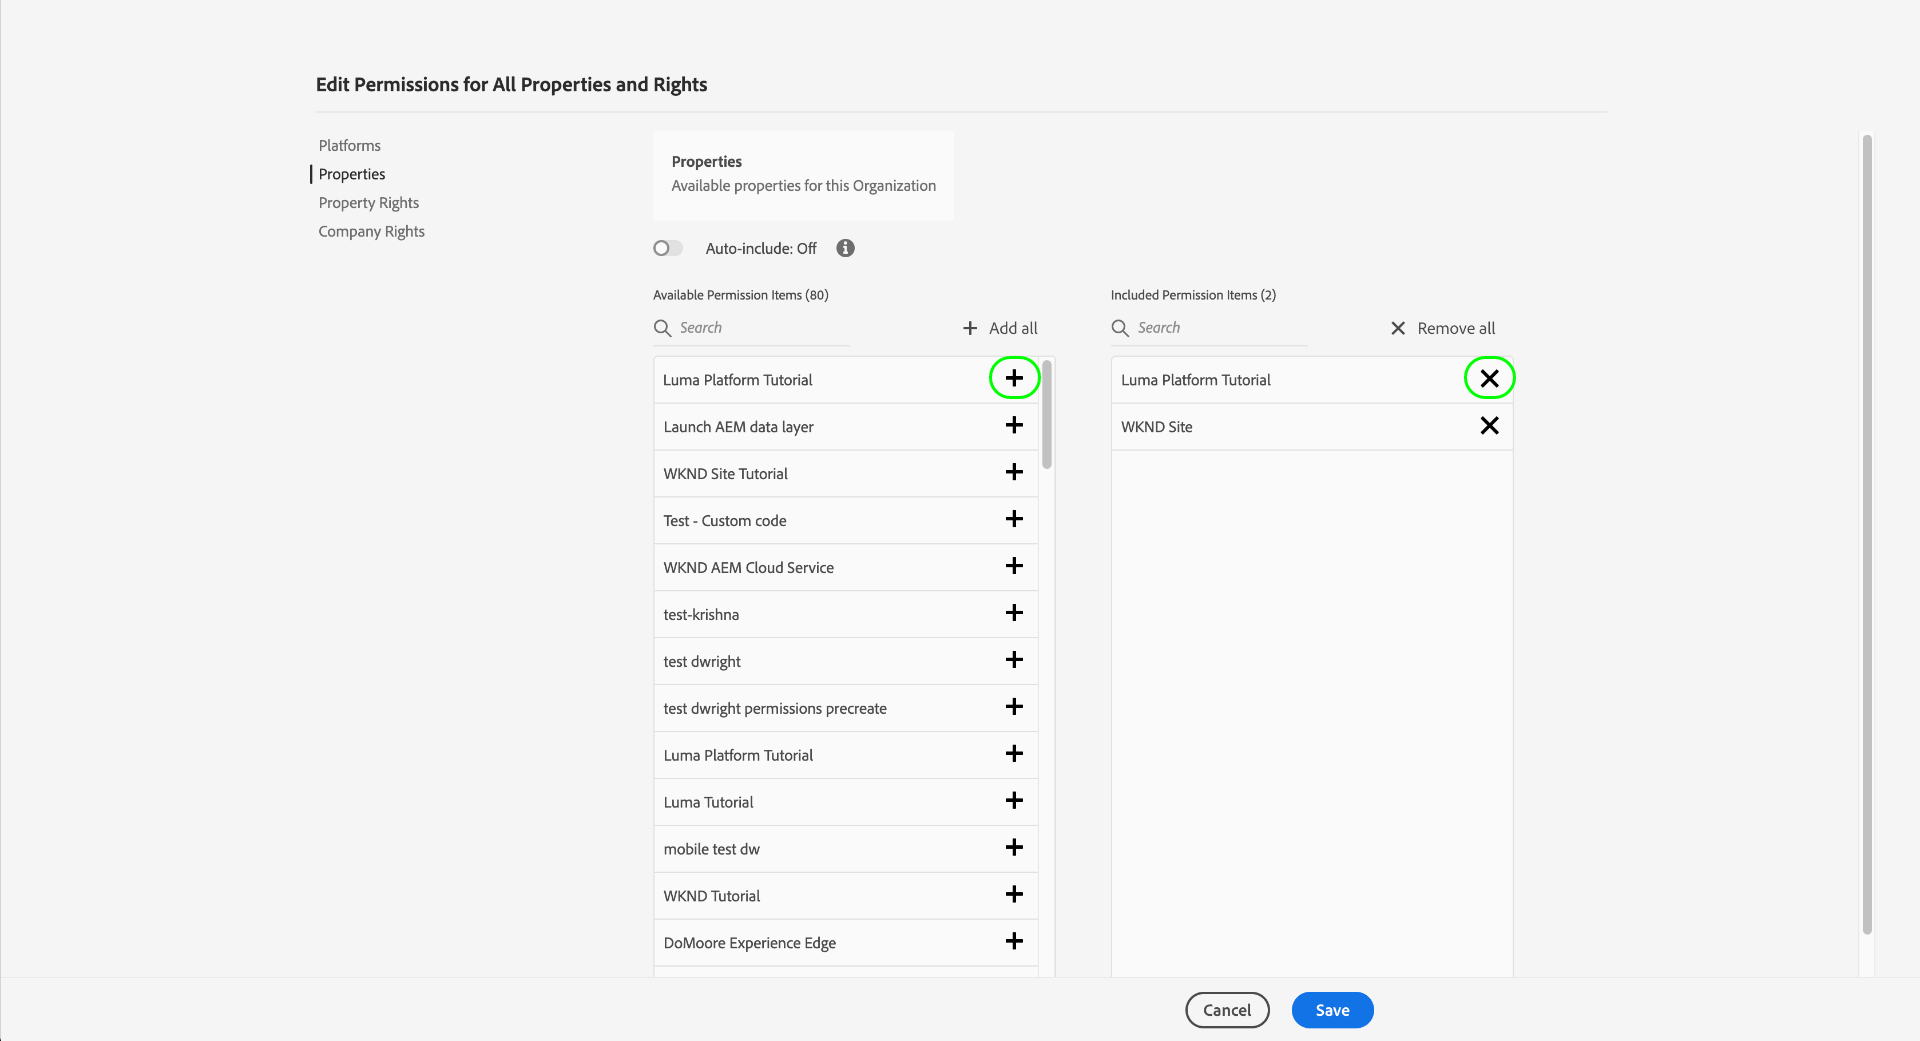 Edit Permissions for All Properties and Rights
Platforms
Properties
Property Rights
Company Rights
Properties
Available properties for this Organization
Auto-include: Off
Available Permission Items (80)
Search
Add all
Luma Platform Tutorial
Launch AEM data layer
WKND Site Tutorial
Test - Custom code
WKND AEM Cloud Service
test-krishna
test dwright
test dwright permissions precreate
Luma Platform Tutorial
Luma Tutorial
mobile test dw
WKND Tutorial
DoMoore Experience Edge
Included Permission Items (2)
Search
Remove all
Luma Platform Tutorial
WKND Site
Cancel
Save